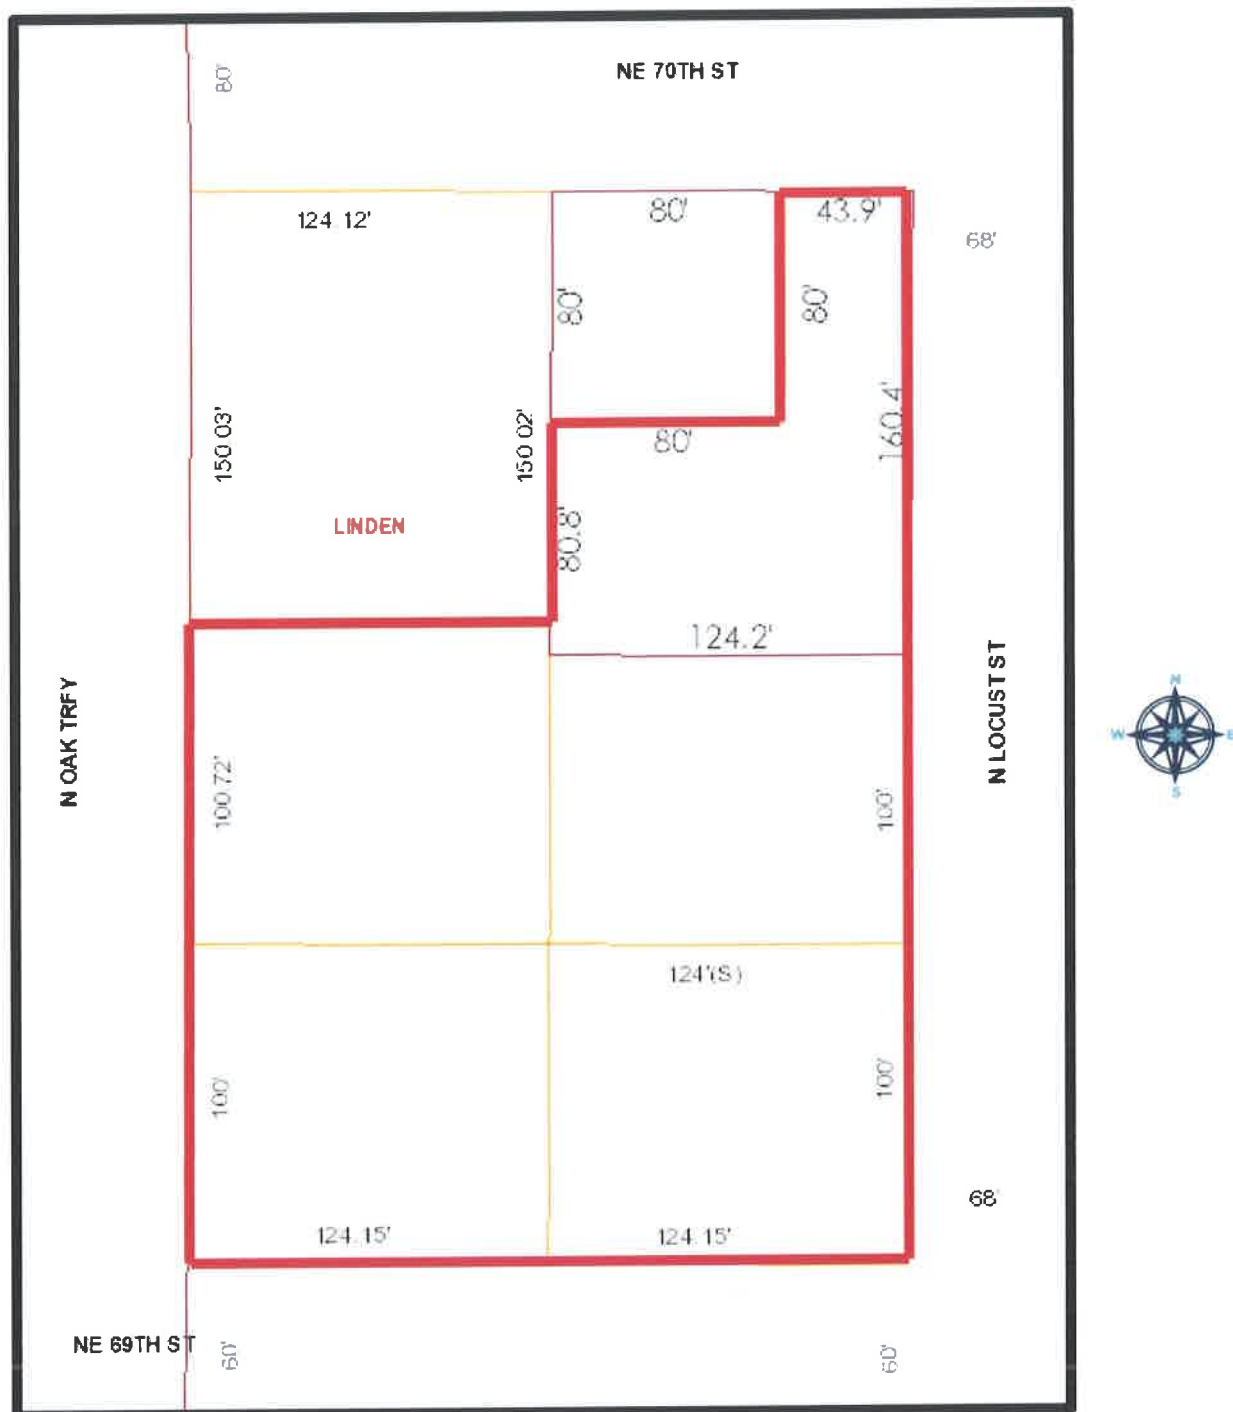 80'
NE 70TH ST
124.12'
80'
43.9'
68'
80'
80'
150 03'
150 02'
160.4'
80'
LINDEN
80.8'
124.2'
N OAK TRFY
100.72'
100'
N LOCUST ST
N
W
E
S
124'(S)
100'
100'
68'
124.15'
124.15'
NE 69TH ST
60'
60'